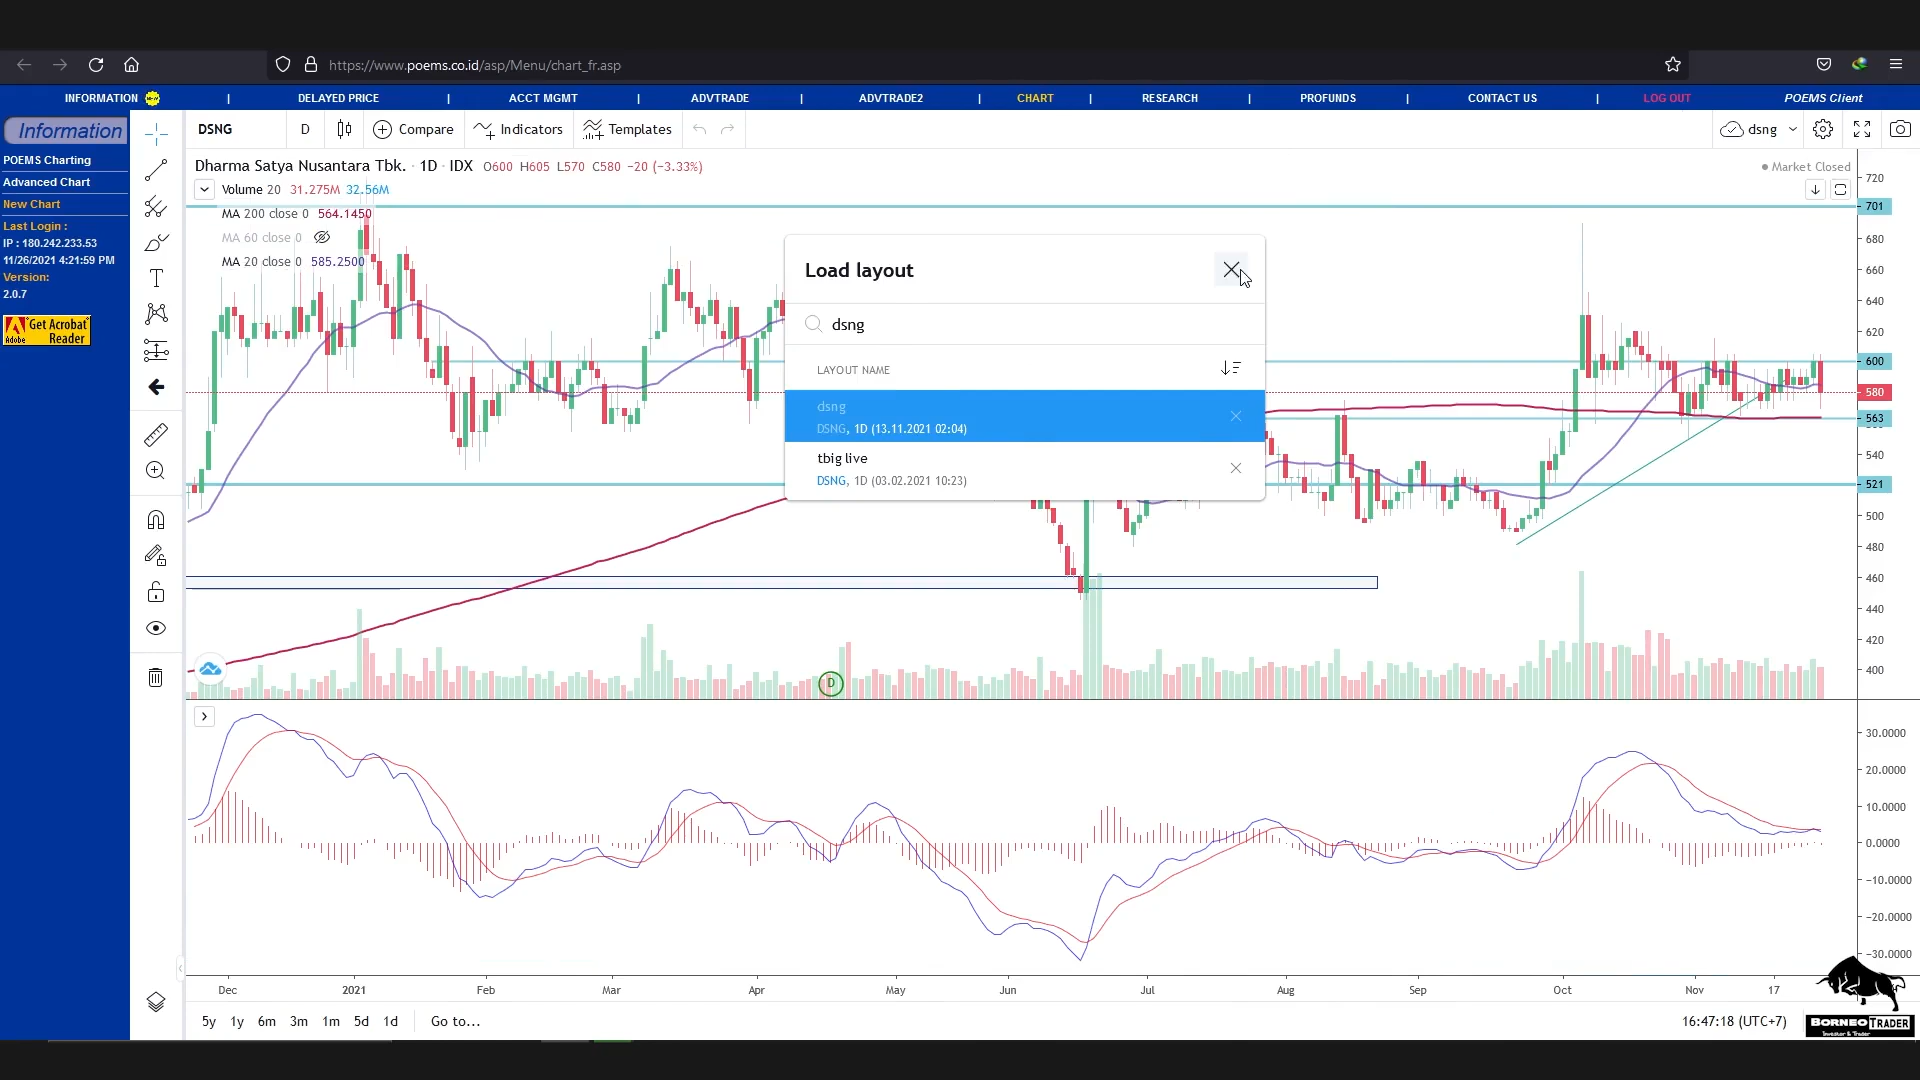 https://www.poems.co.id/asp/Menu/chart_fr.asp
INFORMATION | DELAYED PRICE | ACCT MGMT | ADVTRADE | ADVTRADE2 | CHART | RESEARCH | PROFUNDS | CONTACT US | LOG OUT POEMS Client
Information
POEMS Charting
Advanced Chart
New Chart
Last Login :
IP : 180.242.233.53
11/26/2021 4:21:59 PM
Version:
2.0.7
Get Acrobat
Adobe Reader
DSNG D Compare Indicators Templates dsng
Dharma Satya Nusantara Tbk. · 1D · IDX O600 H605 L570 C580 −20 (−3.33%)
Market Closed
Volume 20 31.275M 32.56M
MA 200 close 0 564.1450
MA 60 close 0
MA 20 close 0 585.2500
Load layout
dsng
LAYOUT NAME
dsng
DSNG, 1D (13.11.2021 02:04)
tbig live
DSNG, 1D (03.02.2021 10:23)
D
720
701
680
660
640
620
600
580
563
540
521
500
480
460
440
420
400
30.0000
20.0000
10.0000
0.0000
−10.0000
−20.0000
−30.0000
Dec 2021 Feb Mar Apr May Jun Jul Aug Sep Oct Nov 17
5y 1y 6m 3m 1m 5d 1d Go to...
16:47:18 (UTC+7)
BORNEO TRADER
Investor & Trader